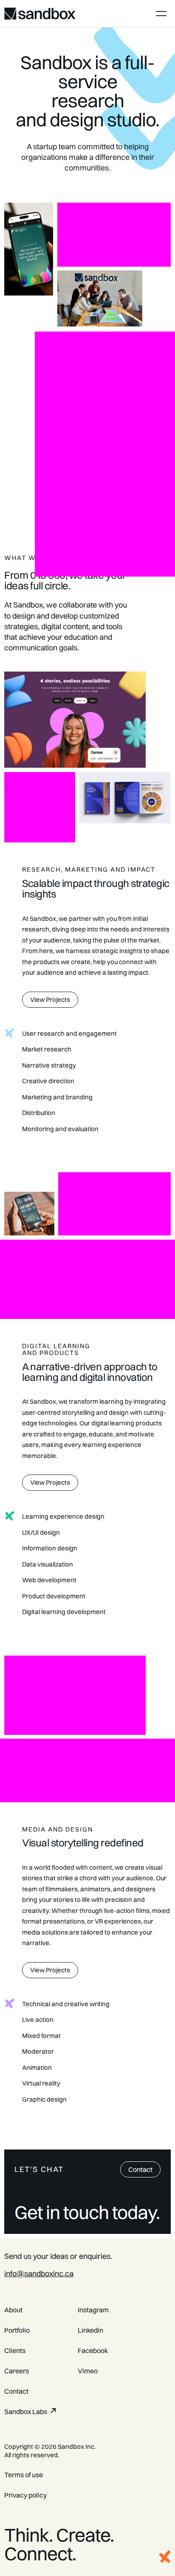 sandbox
Sandbox is a full-
service
research
and design studio.
A startup team committed to helping
organizations make a difference in their
communities.
sandbox
WHAT W
From 0 to 360, we take your
ideas full circle.
At Sandbox, we collaborate with you
to design and develop customized
strategies, digital content, and tools
that achieve your education and
communication goals.
4 stories, endless possibilities
RESEARCH, MARKETING AND IMPACT
Scalable impact through strategic
insights
At Sandbox, we partner with you from initial
research, diving deep into the needs and interests
of your audience, taking the pulse of the market.
From here, we harness strategic insights to shape
the products we create, help you connect with
your audience and achieve a lasting impact.
View Projects
User research and engagement
Market research
Narrative strategy
Creative direction
Marketing and branding
Distribution
Monitoring and evaluation
DIGITAL LEARNING
AND PRODUCTS
A narrative-driven approach to
learning and digital innovation
At Sandbox, we transform learning by integrating
user-centred storytelling and design with cutting-
edge technologies. Our digital learning products
are crafted to engage, educate, and motivate
users, making every learning experience
memorable.
View Projects
Learning experience design
UX/UI design
Information design
Data visualization
Web development
Product development
Digital learning development
MEDIA AND DESIGN
Visual storytelling redefined
In a world flooded with content, we create visual
stories that strike a chord with your audience. Our
team of filmmakers, animators, and designers
bring your stories to life with precision and
creativity. Whether through live-action films, mixed
format presentations, or VR experiences, our
media solutions are tailored to enhance your
narrative.
View Projects
Technical and creative writing
Live action
Mixed format
Motion
Animation
Virtual reality
Graphic design
LET'S CHAT
Contact
Get in touch today.
Send us your ideas or enquiries.
info@sandboxinc.ca
About
Instagram
Portfolio
Linkedin
Clients
Facebook
Careers
Vimeo
Contact
Sandbox Labs
Copyright © 2026 Sandbox Inc.
All rights reserved.
Terms of use
Privacy policy
Think. Create.
Connect.